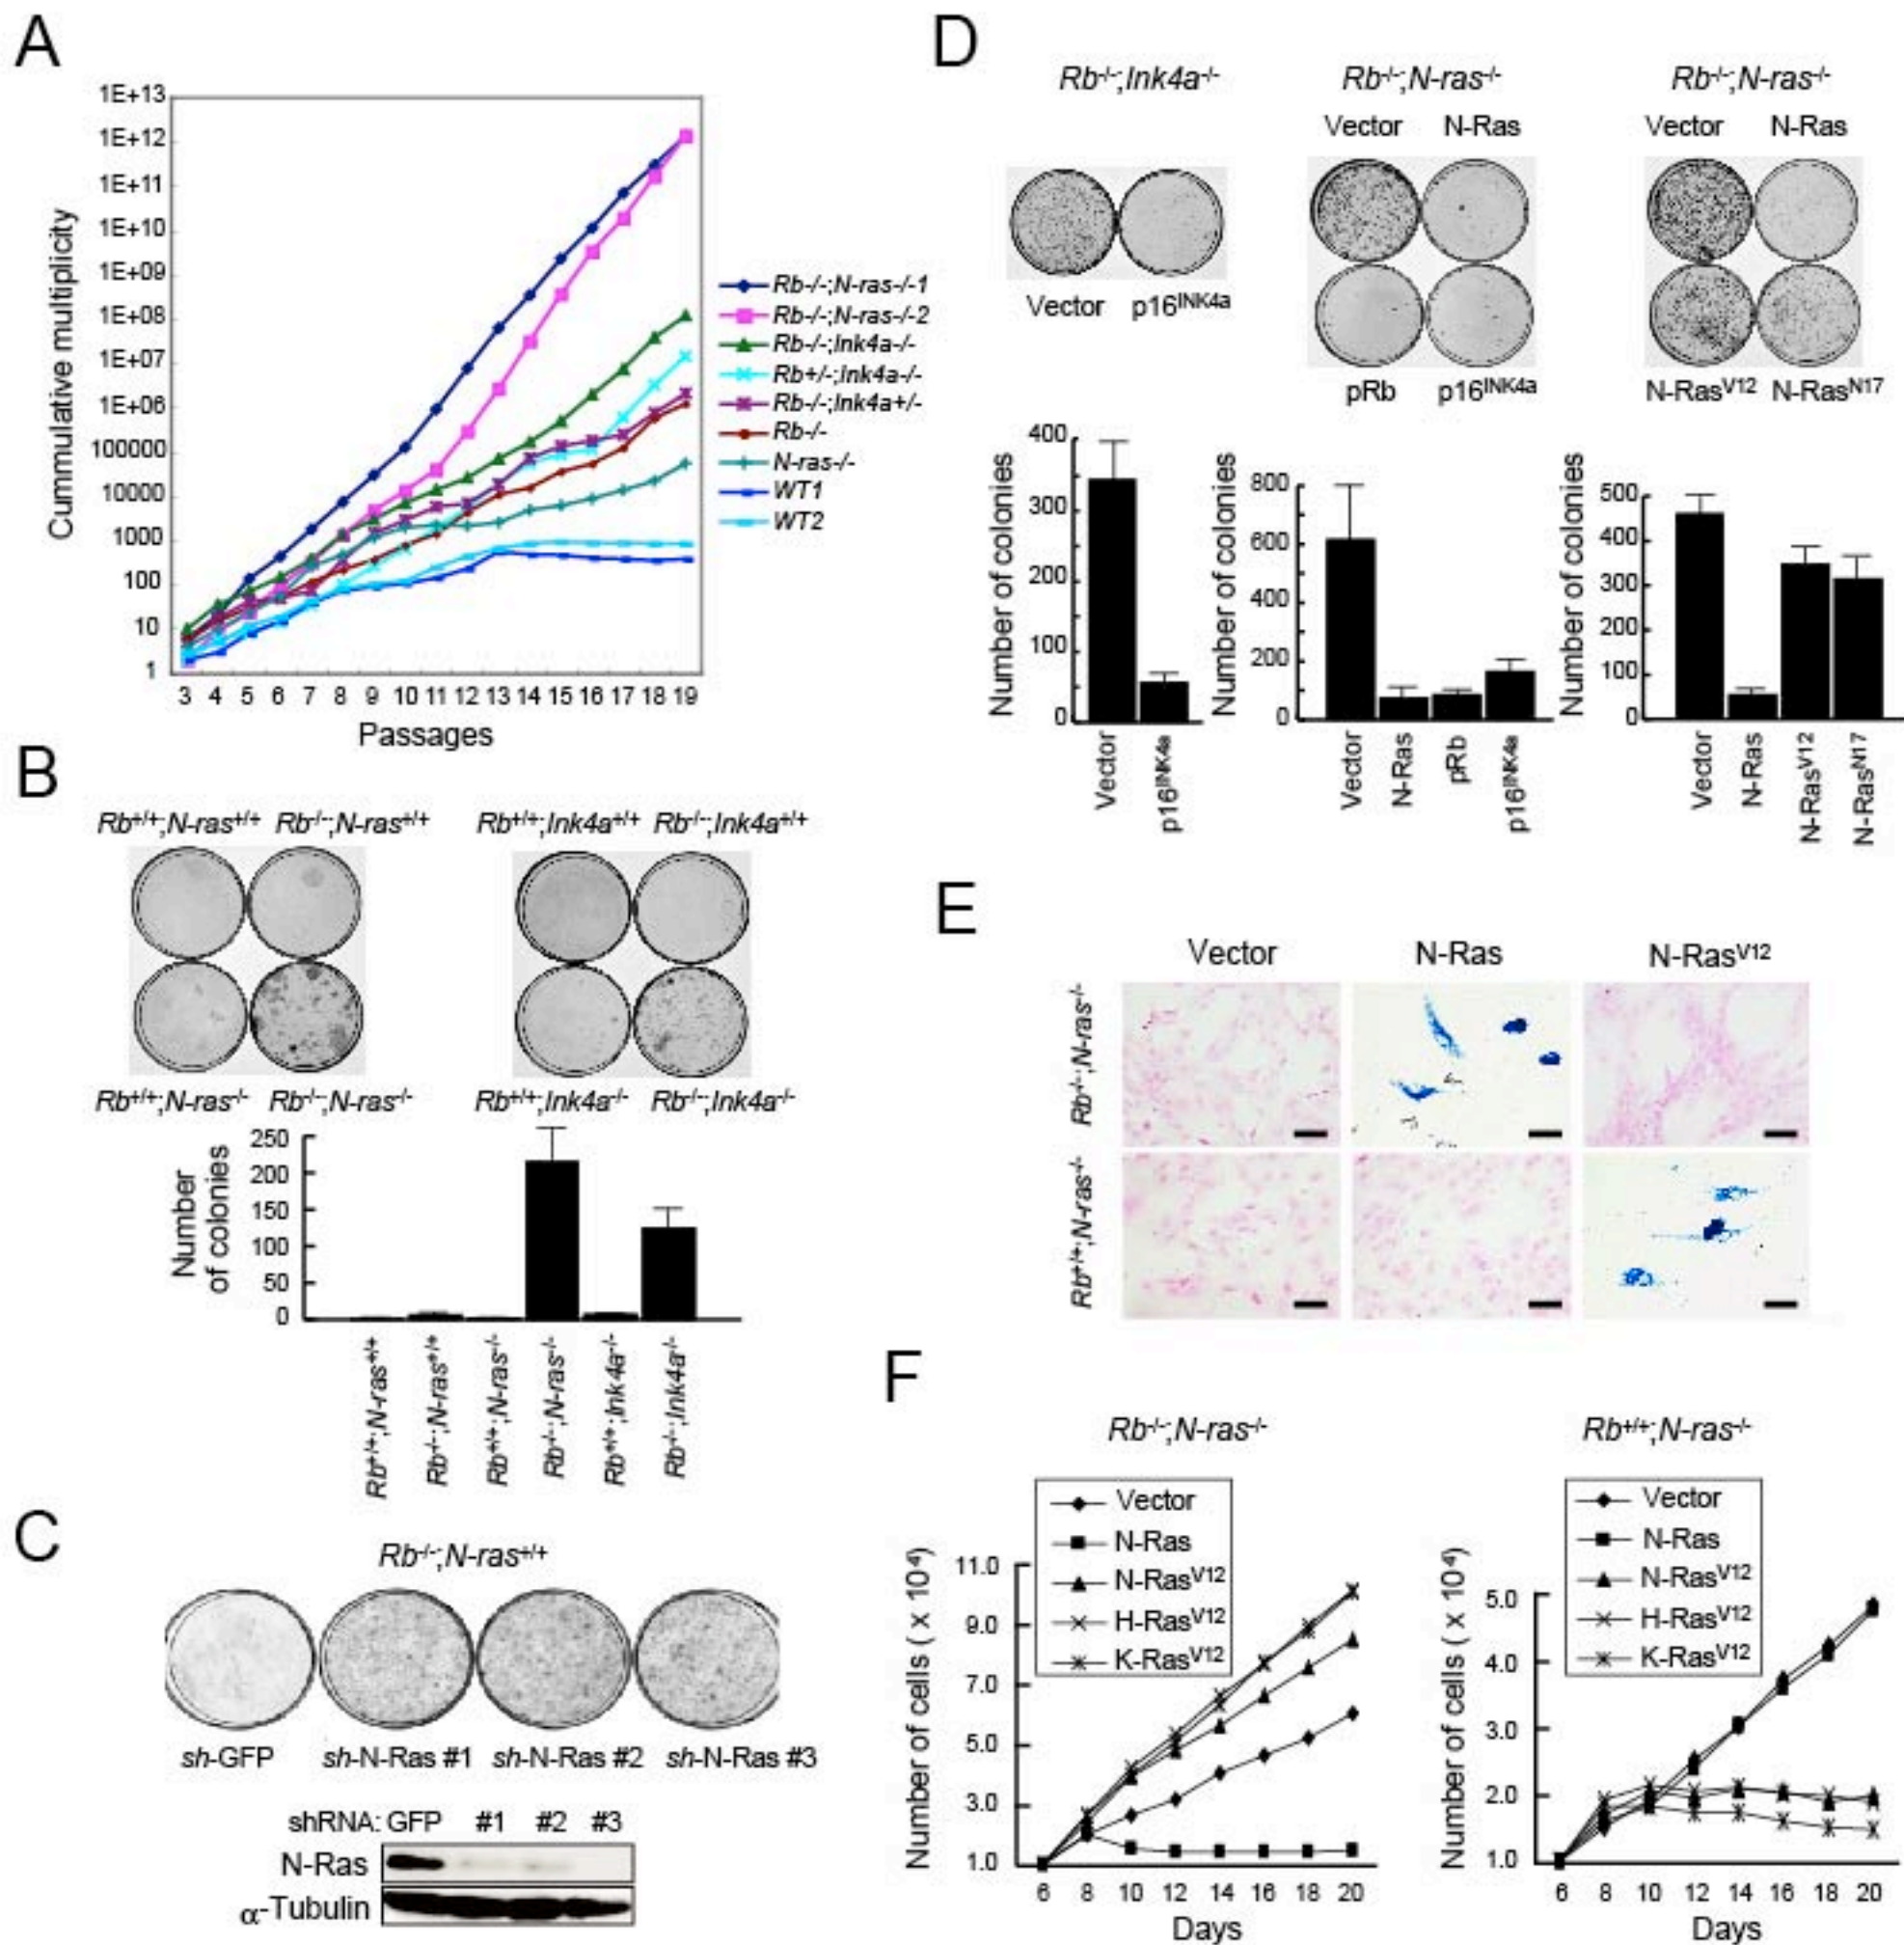 A
1E+13
1E+12
1E+11
1E+10
1E+09
1E+08
1E+07
1E+06
100000
10000
1000
100
10
1
Cummulative multiplicity
3 4 5 6 7 8 9 10 11 12 13 14 15 16 17 18 19
Passages
Rb-/-;N-ras-/-1
Rb-/-;N-ras-/-2
Rb-/-;Ink4a-/-
Rb+/-;Ink4a-/-
Rb-/-;Ink4a+/-
Rb-/-
N-ras-/-
WT1
WT2
B
Rb+/+;N-ras+/+ Rb-/-;N-ras+/+
Rb+/+;Ink4a+/+ Rb-/-;Ink4a+/+
Rb+/+;N-ras-/- Rb-/-;N-ras-/-
Rb+/+;Ink4a-/- Rb-/-;Ink4a-/-
Number of colonies
250
200
150
100
50
0
Rb+/+;N-ras+/+
Rb-/-;N-ras+/+
Rb+/+;N-ras-/-
Rb-/-;N-ras-/-
Rb+/+;Ink4a-/-
Rb-/-;Ink4a-/-
C
Rb-/-;N-ras+/+
sh-GFP sh-N-Ras #1 sh-N-Ras #2 sh-N-Ras #3
shRNA: GFP #1 #2 #3
N-Ras
α-Tubulin
D
Rb-/-;Ink4a-/-
Vector p16INK4a
Number of colonies
400
300
200
100
0
Vector
p16INK4a
Rb-/-;N-ras-/-
Vector N-Ras
pRb p16INK4a
Number of colonies
800
600
400
200
0
Vector
N-Ras
pRb
p16INK4a
Rb-/-;N-ras-/-
Vector N-Ras
N-RasV12 N-RasN17
Number of colonies
500
400
300
200
100
0
Vector
N-Ras
N-RasV12
N-RasN17
E
Vector N-Ras N-RasV12
Rb-/-;N-ras-/-
Rb+/+;N-ras-/-
F
Rb-/-;N-ras-/-
Vector
N-Ras
N-RasV12
H-RasV12
K-RasV12
Number of cells ( x 10⁴)
11.0
9.0
7.0
5.0
3.0
1.0
6 8 10 12 14 16 18 20
Days
Rb+/+;N-ras-/-
Vector
N-Ras
N-RasV12
H-RasV12
K-RasV12
Number of cells ( x 10⁴)
5.0
4.0
3.0
2.0
1.0
6 8 10 12 14 16 18 20
Days